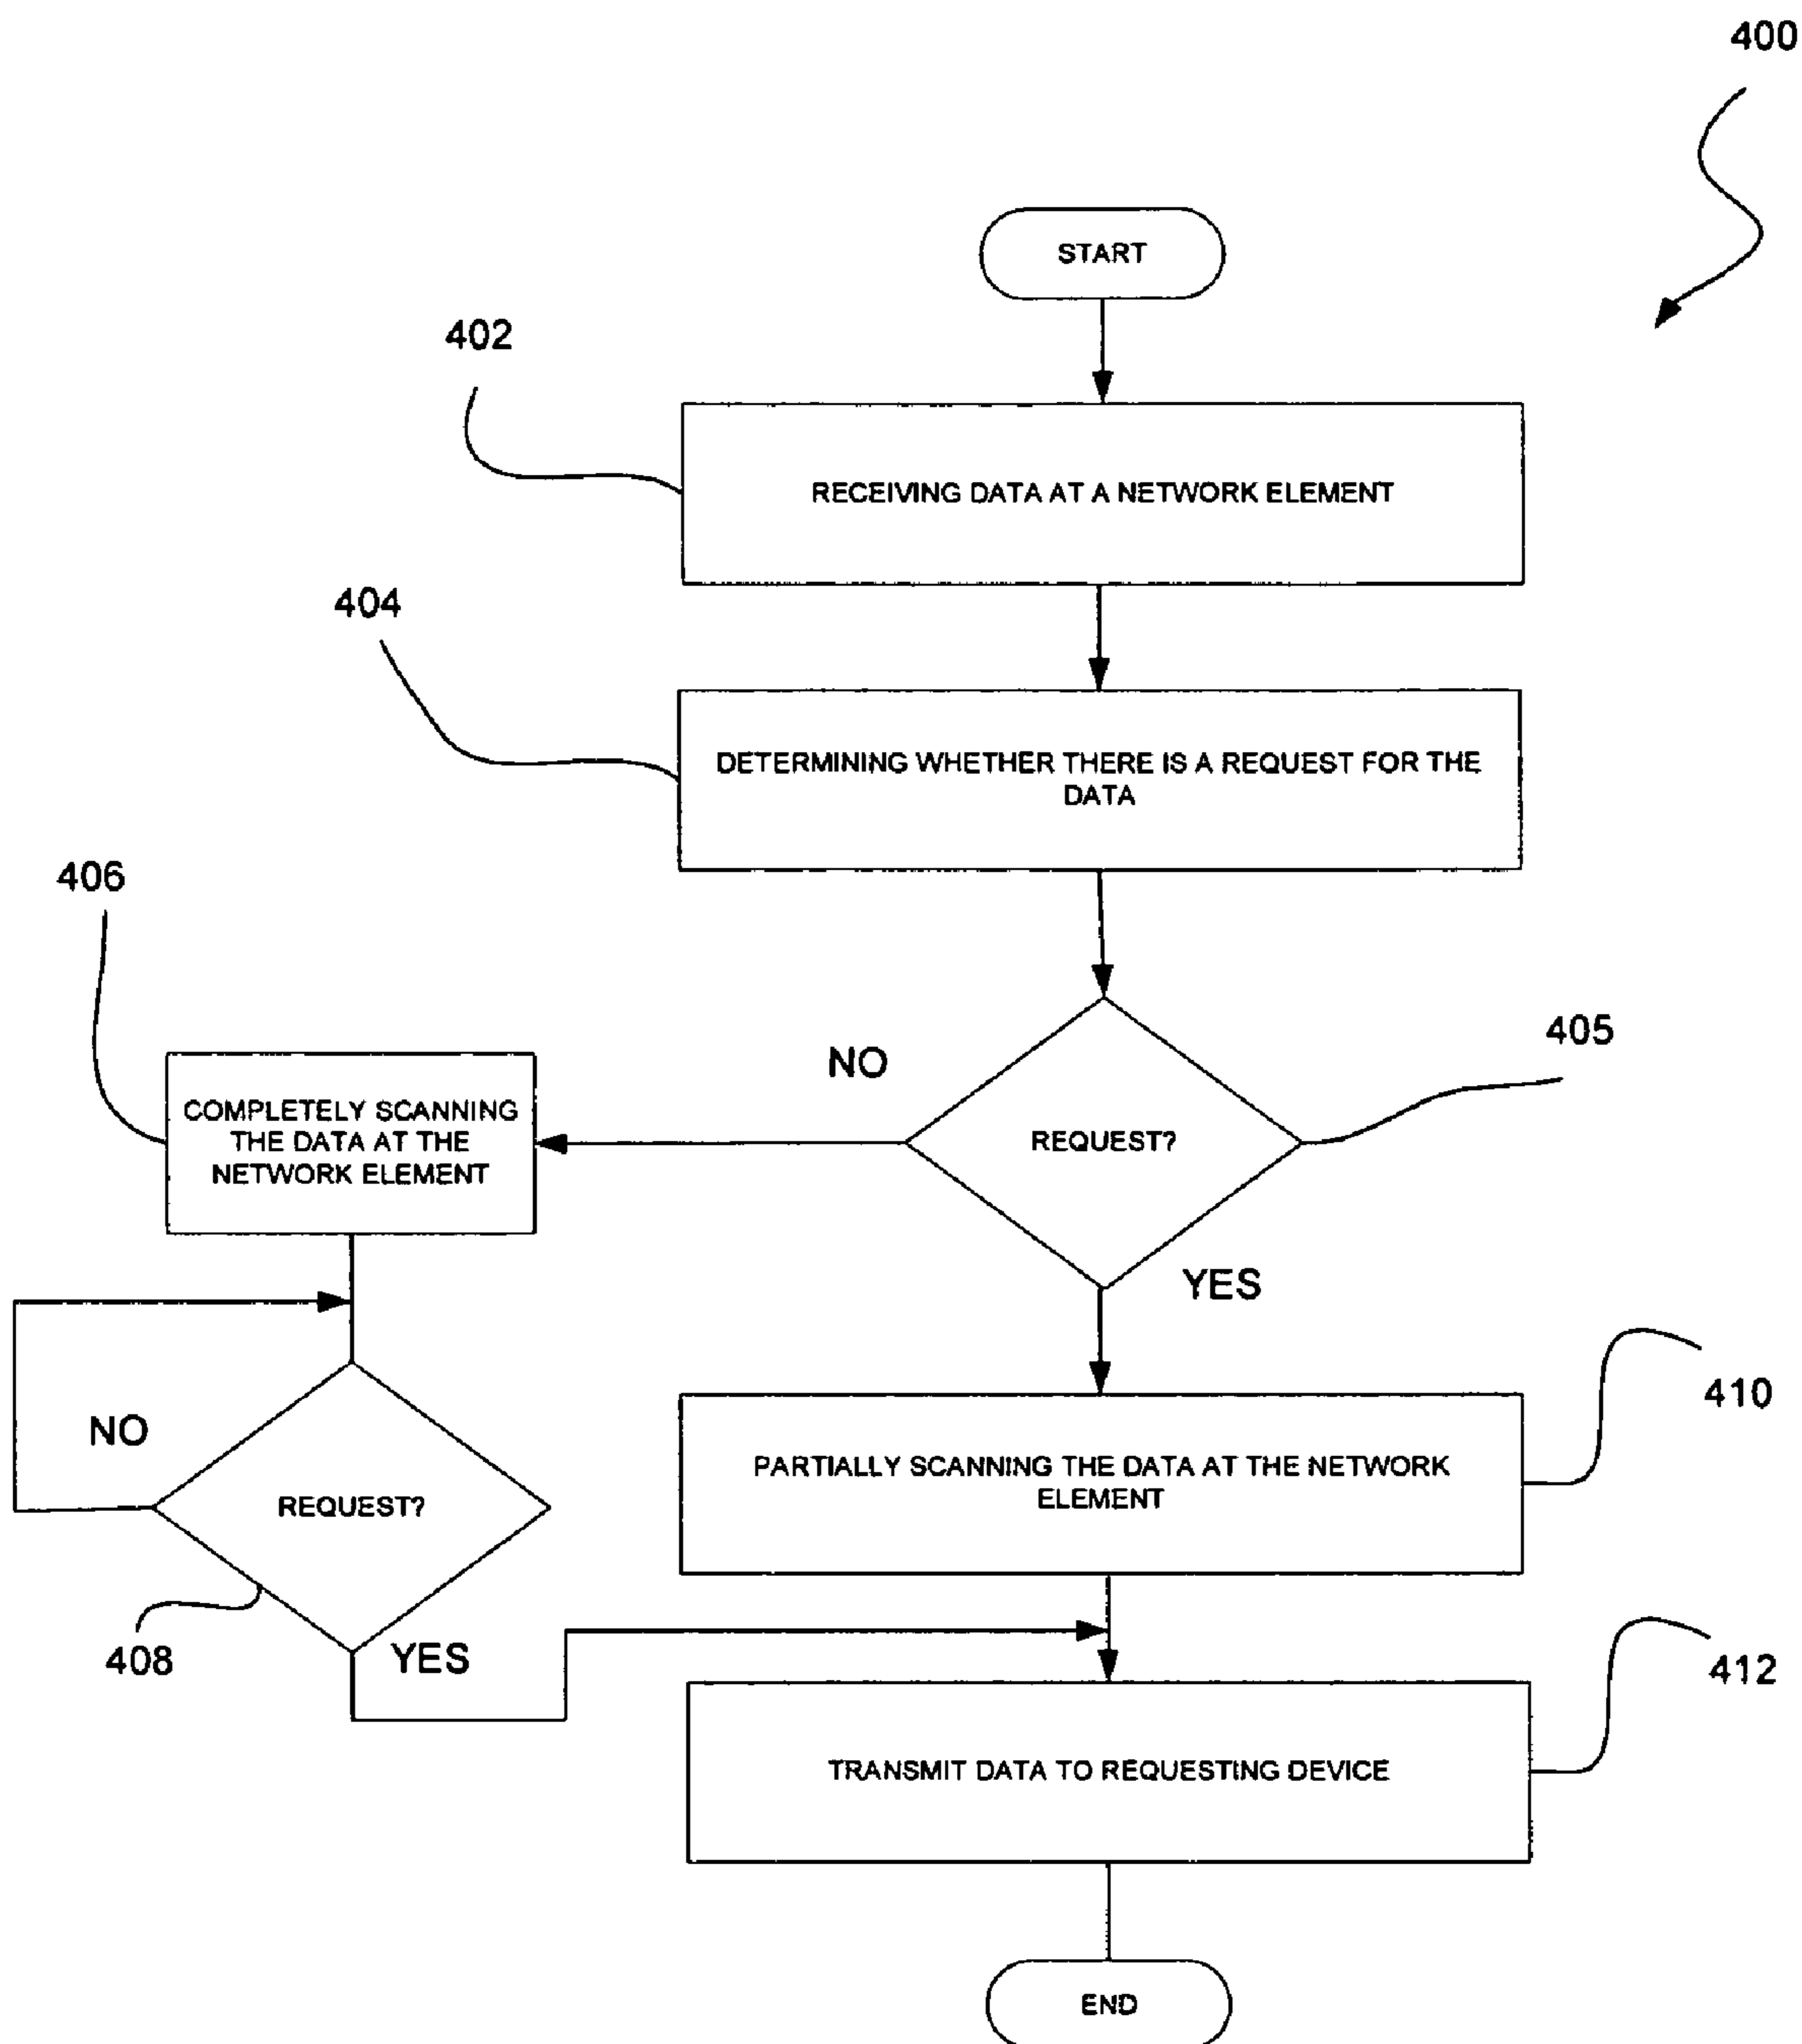 400
START
402
RECEIVING DATA AT A NETWORK ELEMENT
404
DETERMINING WHETHER THERE IS A REQUEST FOR THE
DATA
406
405
NO
COMPLETELY SCANNING
THE DATA AT THE
NETWORK ELEMENT
REQUEST?
YES
410
NO
PARTIALLY SCANNING THE DATA AT THE NETWORK
ELEMENT
REQUEST?
408
YES
412
TRANSMIT DATA TO REQUESTING DEVICE
END